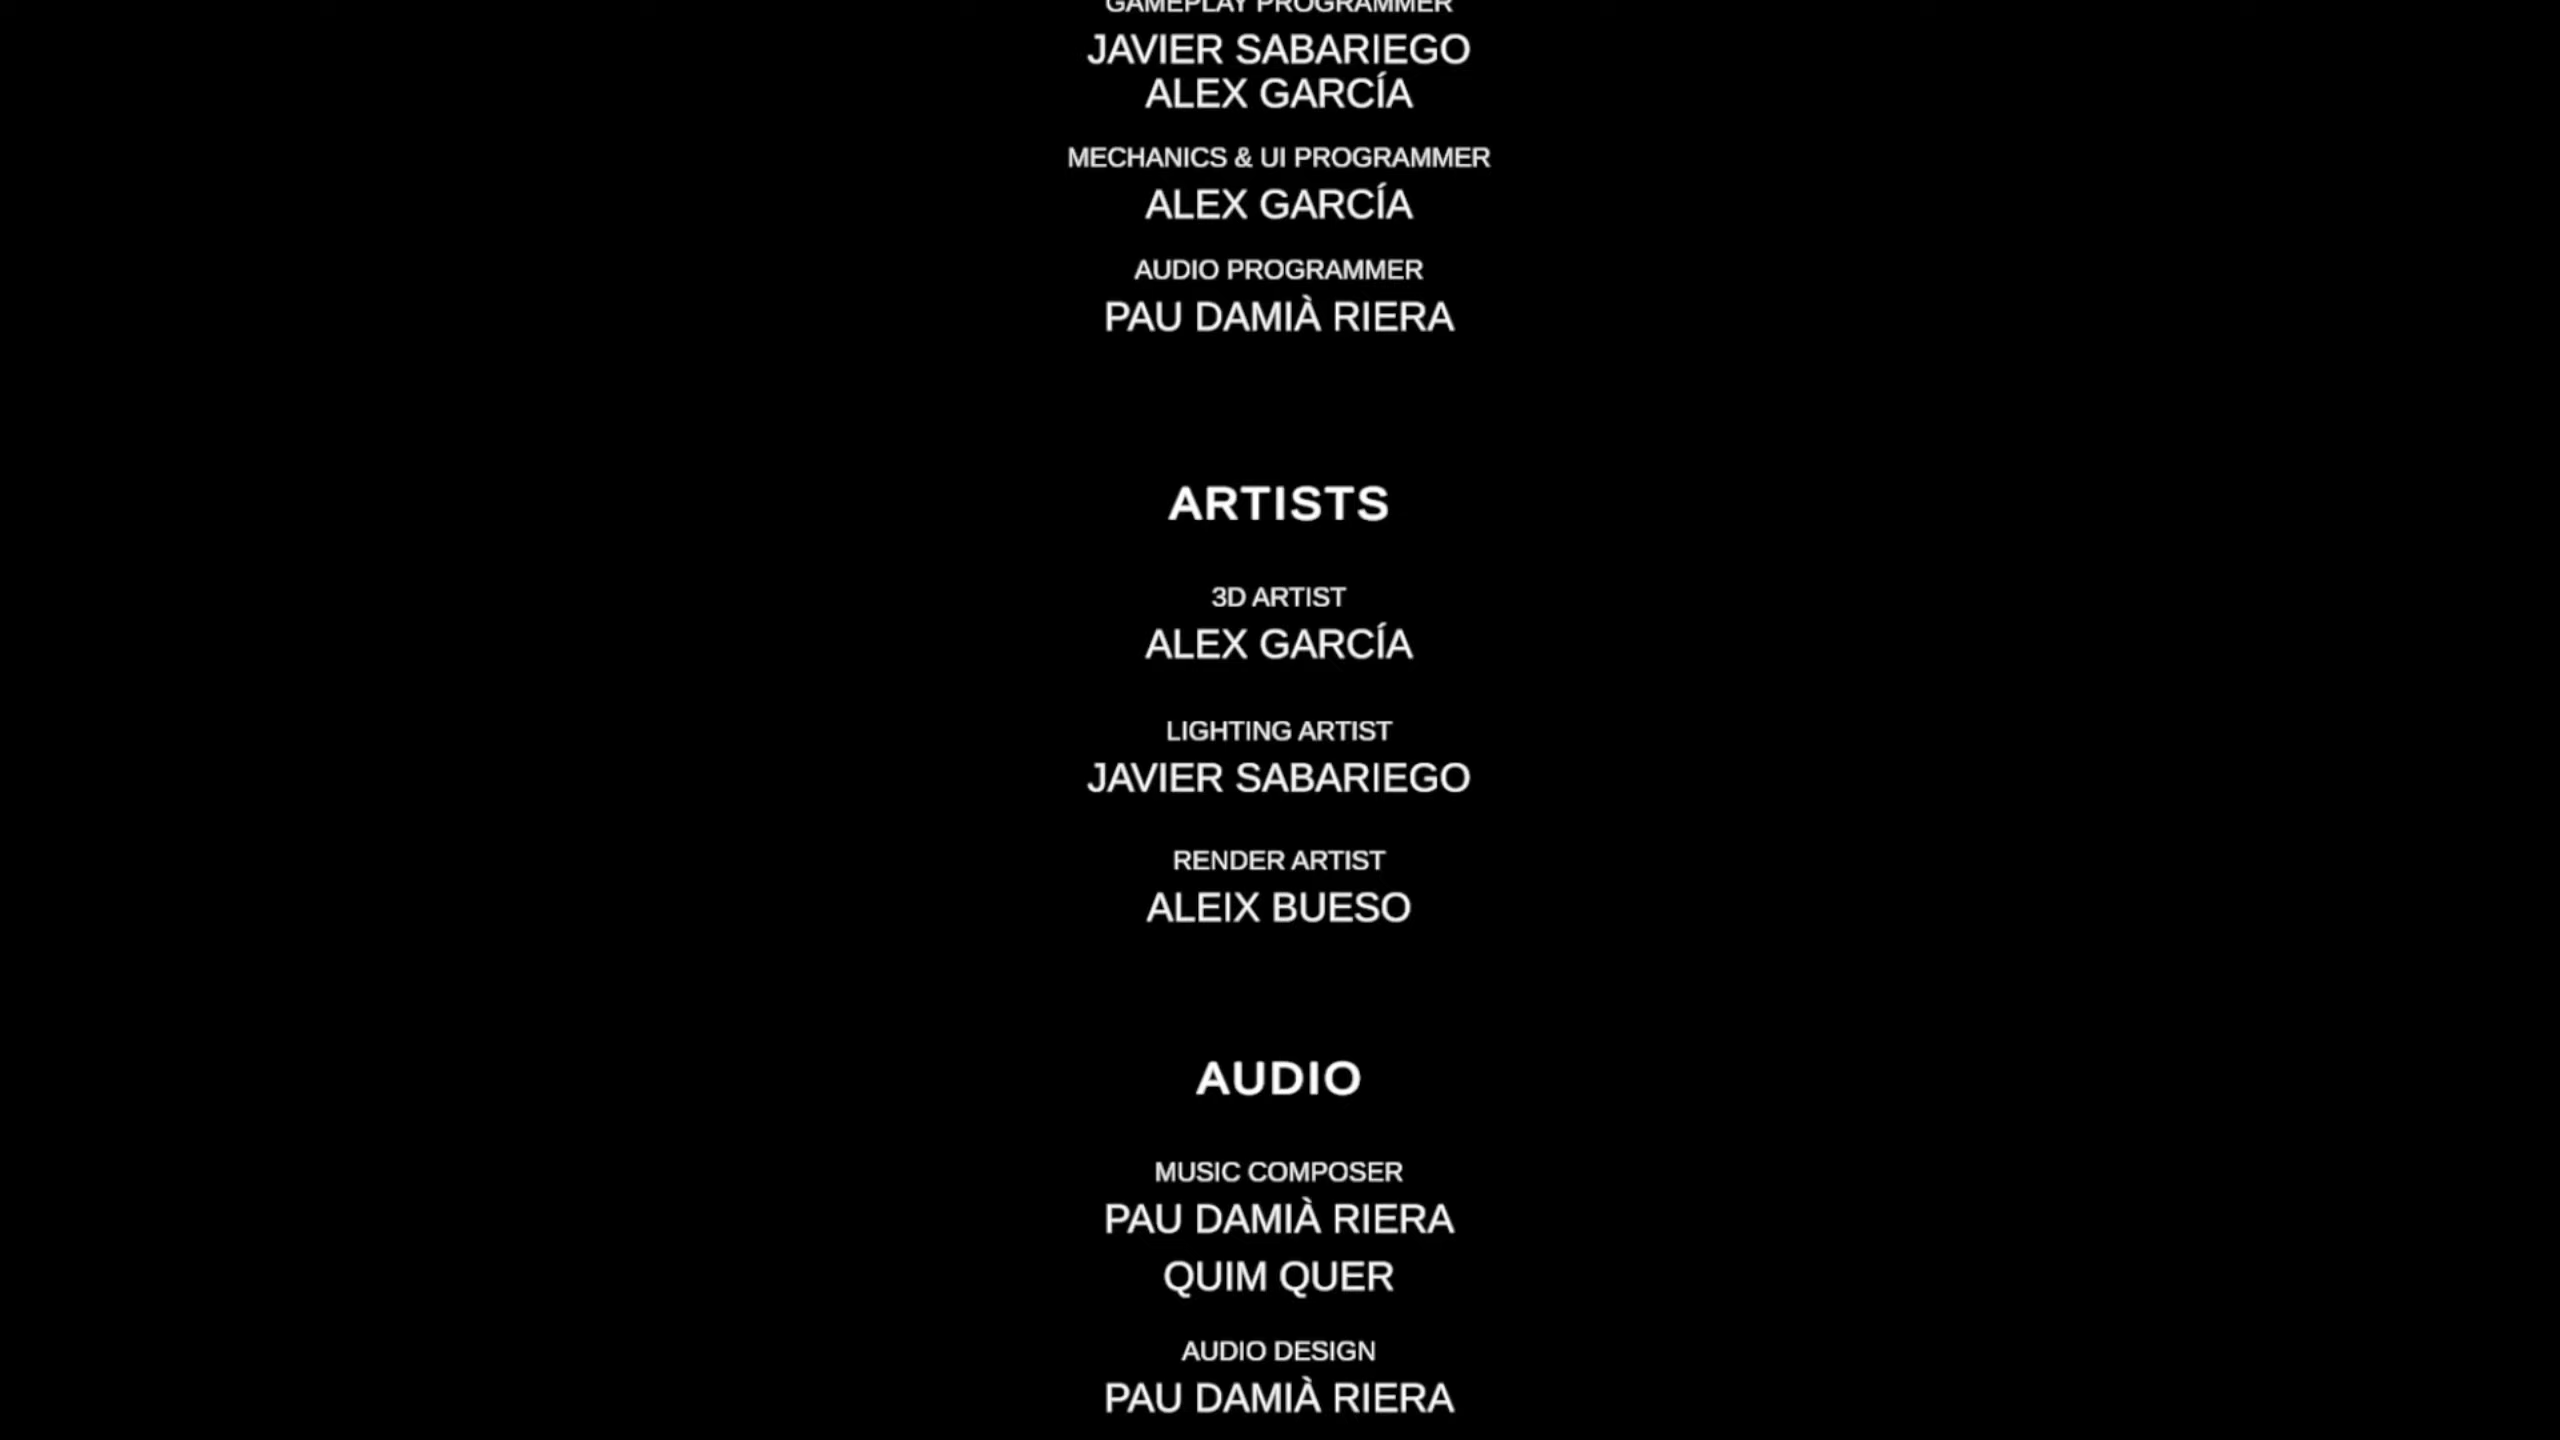 GAMEPLAY PROGRAMMER
JAVIER SABARIEGO
ALEX GARCÍA
MECHANICS & UI PROGRAMMER
ALEX GARCÍA
AUDIO PROGRAMMER
PAU DAMIÀ RIERA
ARTISTS
3D ARTIST
ALEX GARCÍA
LIGHTING ARTIST
JAVIER SABARIEGO
RENDER ARTIST
ALEIX BUESO
AUDIO
MUSIC COMPOSER
PAU DAMIÀ RIERA
QUIM QUER
AUDIO DESIGN
PAU DAMIÀ RIERA